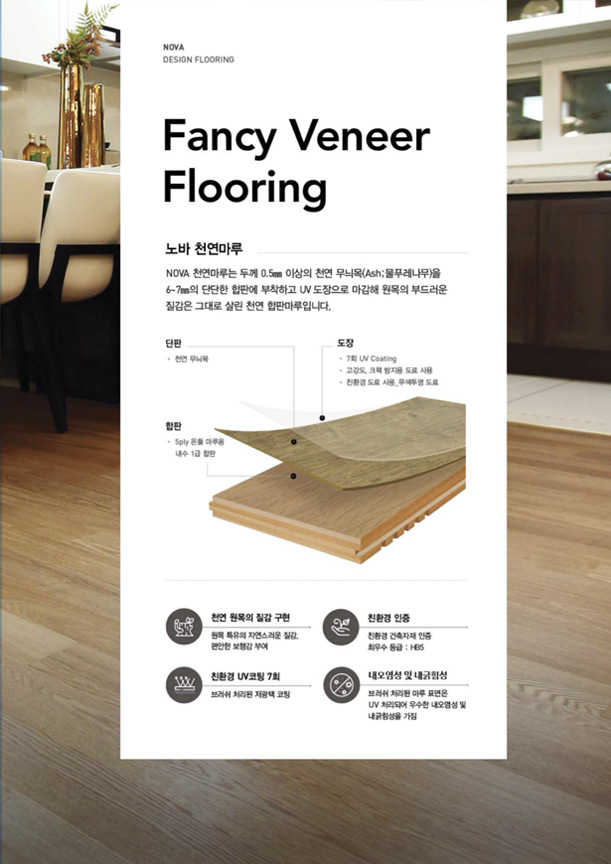 NOVA
DESIGN FLOORING
Fancy Veneer
Flooring
노바 천연마루
NOVA 천연마루는 두께 0.5㎜ 이상의 천연 무늬목(Ash;물푸레나무)을
6~7㎜의 단단한 합판에 부착하고 UV 도장으로 마감해 원목의 부드러운
질감은 그대로 살린 천연 합판마루입니다.
단판
· 천연 무늬목
도장
· 7회 UV Coating
· 고강도, 크랙 방지용 도료 사용
· 친환경 도료 사용_무색투명 도료
합판
· 5ply 온돌 마루용
내수 1급 합판
천연 원목의 질감 구현
원목 특유의 자연스러운 질감,
편안한 보행감 부여
친환경 인증
친환경 건축자재 인증
최우수 등급 : HB5
친환경 UV코팅 7회
브러쉬 처리된 저광택 코팅
내오염성 및 내긁힘성
브러쉬 처리된 마루 표면은
UV 처리되어 우수한 내오염성 및
내긁힘성을 가짐